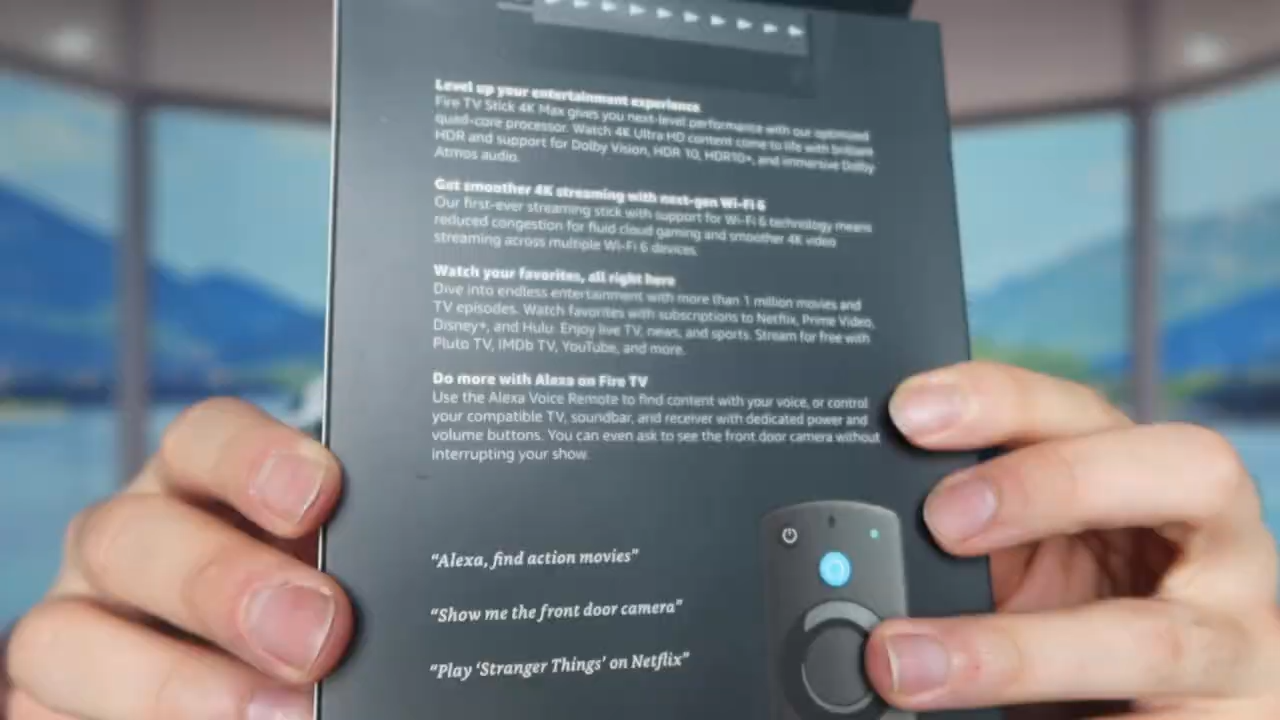 Level up your entertainment experience
Fire TV Stick 4K Max gives you next-level performance with our optimized
quad-core processor. Watch 4K Ultra HD content come to life with brilliant
HDR and support for Dolby Vision, HDR 10, HDR10+, and immersive Dolby
Atmos audio.
Get smoother 4K streaming with next-gen Wi-Fi 6
Our first-ever streaming stick with support for Wi-Fi 6 technology means
reduced congestion for fluid cloud gaming and smoother 4K video
streaming across multiple Wi-Fi 6 devices.
Watch your favorites, all right here
Dive into endless entertainment with more than 1 million movies and
TV episodes. Watch favorites with subscriptions to Netflix, Prime Video,
Disney+, and Hulu. Enjoy live TV, news, and sports. Stream for free with
Pluto TV, IMDb TV, YouTube, and more.
Do more with Alexa on Fire TV
Use the Alexa Voice Remote to find content with your voice, or control
your compatible TV, soundbar, and receiver with dedicated power and
volume buttons. You can even ask to see the front door camera without
interrupting your show.
“Alexa, find action movies”
“Show me the front door camera”
“Play ‘Stranger Things’ on Netflix”